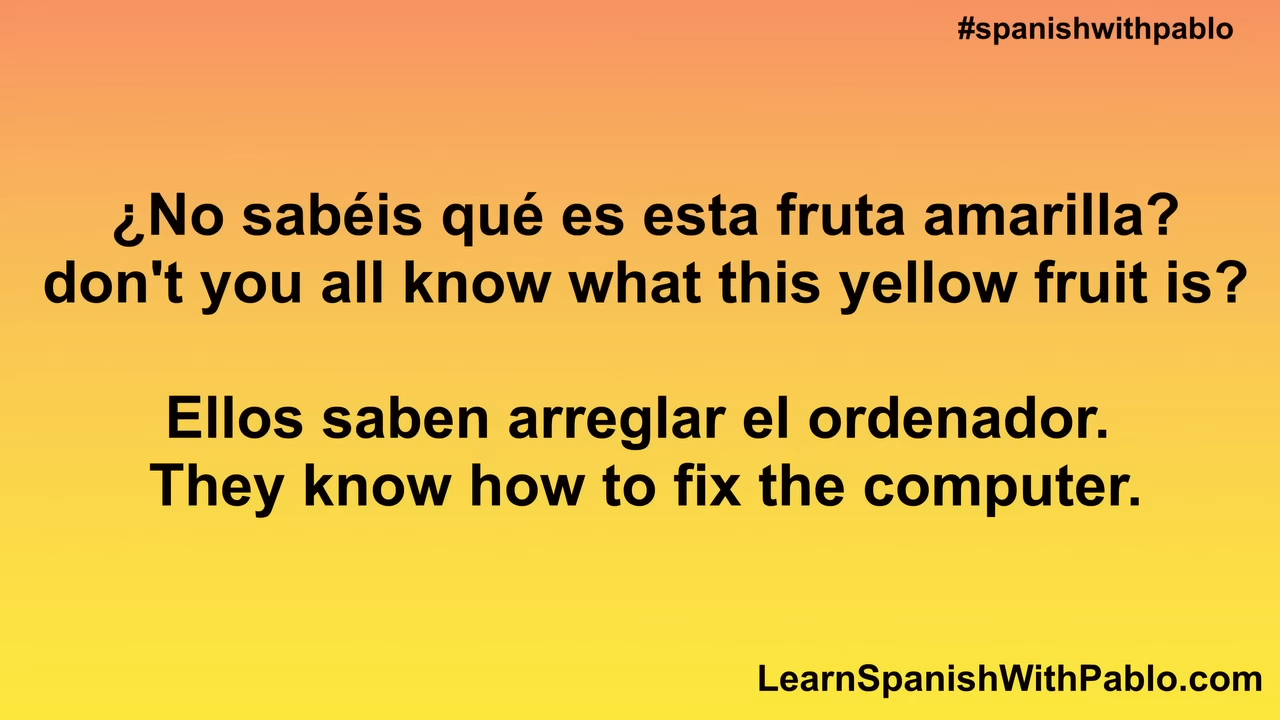 #spanishwithpablo
¿No sabéis qué es esta fruta amarilla?
don't you all know what this yellow fruit is?
Ellos saben arreglar el ordenador.
They know how to fix the computer.
LearnSpanishWithPablo.com